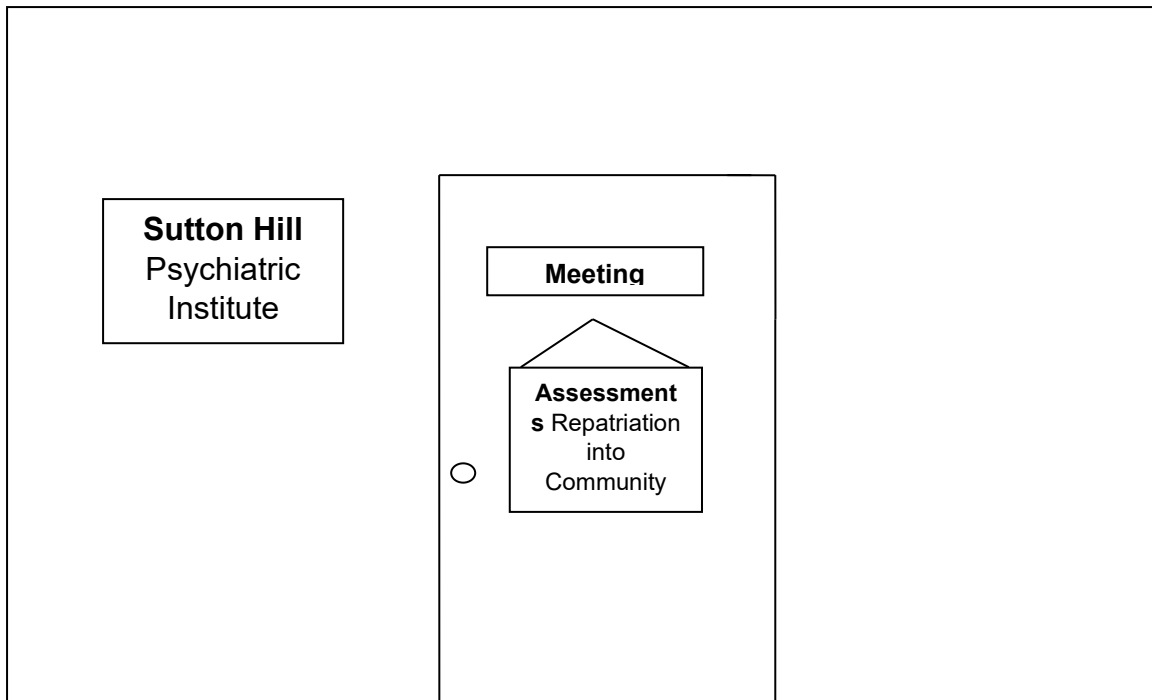 Sutton Hill
Psychiatric
Institute
Meeting
Assessment
s Repatriation
into
Community